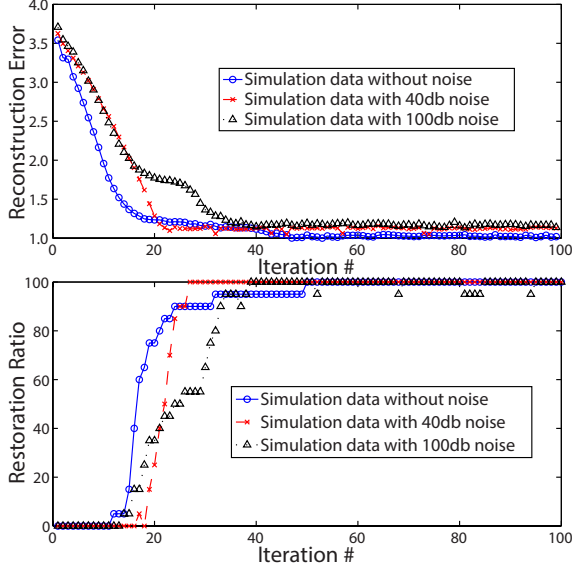 4.0
3.5
3.0
2.5
2.0
1.5
1.0
Reconstruction Error
Simulation data without noise
Simulation data with 40db noise
Simulation data with 100db noise
0 20 40 60 80 100
Iteration #
100
80
60
40
20
0
Restoration Ratio
Simulation data without noise
Simulation data with 40db noise
Simulation data with 100db noise
0 20 40 60 80 100
Iteration #